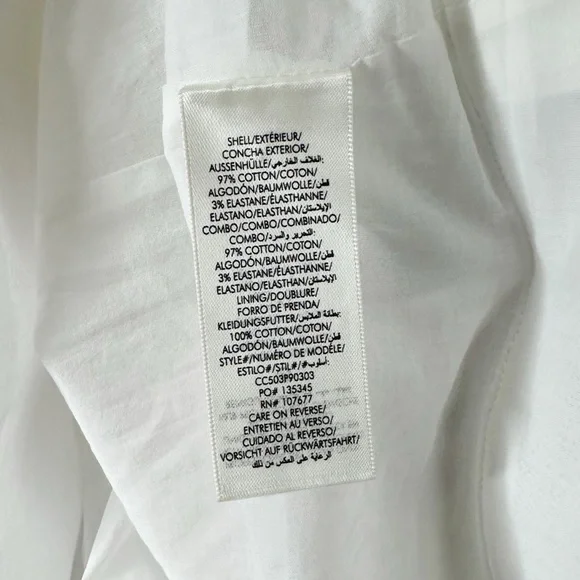 SHELL/EXTÉRIEUR/
CONCHA EXTERIOR/
AUSSENHÜLLE/الغلاف الخارجي:
97% COTTON/COTON/
ALGODÓN/BAUMWOLLE/قطن
3% ELASTANE/ÉLASTHANNE/
ELASTANO/ELASTHAN/الإيلاستان
COMBO/COMBO/COMBINADO/
COMBO/التحرير والسرد:
97% COTTON/COTON/
ALGODÓN/BAUMWOLLE/قطن
3% ELASTANE/ÉLASTHANNE/
ELASTANO/ELASTHAN/الإيلاستان
LINING/DOUBLURE/
FORRO DE PRENDA/
KLEIDUNGSFUTTER/بطانة الملابس:
100% COTTON/COTON/
ALGODÓN/BAUMWOLLE/قطن
STYLE#/NUMÉRO DE MODÈLE/
ESTILO#/STIL#/أسلوب#:
CC503P90303
PO# 135345
RN# 107677
CARE ON REVERSE/
ENTRETIEN AU VERSO/
CUIDADO AL REVERSO/
VORSICHT AUF RÜCKWÄRTSFAHRT/
الرعاية على العكس من ذلك